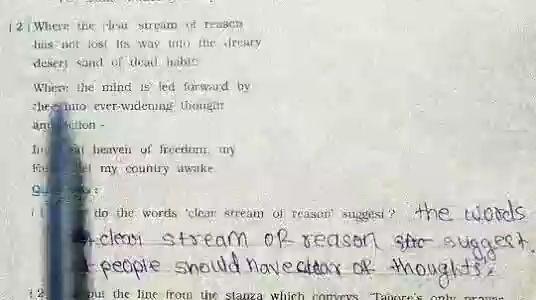 [ 2 ] Where the clear stream of reason
has not lost its way into the dreary
desert sand of dead habit
Where the mind is led forward by
thee into ever-widening thought
and action -
heaven of freedom, my
my country awake
do the words 'clear stream of reason' suggest? the words
clear stream of reason suggest.
people should have clear of thoughts.
out the line from the stanza which conveys 'Tagore's only prayer